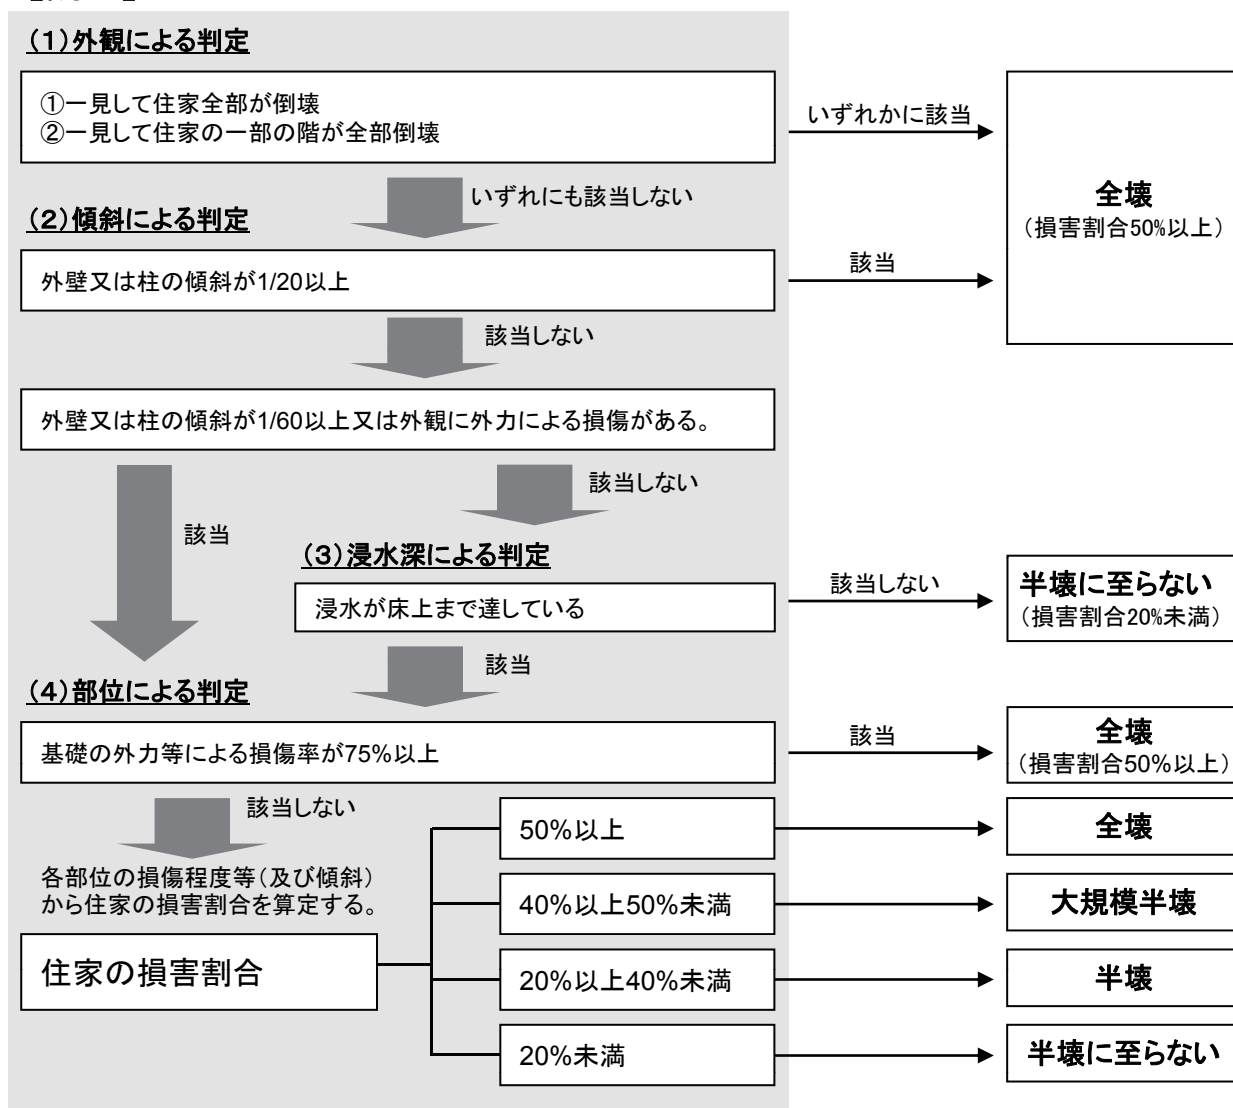 (1)外観による判定
①一見して住家全部が倒壊
②一見して住家の一部の階が全部倒壊
いずれかに該当
全壊
(損害割合50%以上)
いずれにも該当しない
(2)傾斜による判定
外壁又は柱の傾斜が1/20以上
該当
該当しない
外壁又は柱の傾斜が1/60以上又は外観に外力による損傷がある。
該当
該当しない
(3)浸水深による判定
浸水が床上まで達している
該当しない
半壊に至らない
(損害割合20%未満)
該当
(4)部位による判定
基礎の外力等による損傷率が75%以上
該当
全壊
(損害割合50%以上)
該当しない
各部位の損傷程度等(及び傾斜)
から住家の損害割合を算定する。
住家の損害割合
50%以上
全壊
40%以上50%未満
大規模半壊
20%以上40%未満
半壊
20%未満
半壊に至らない